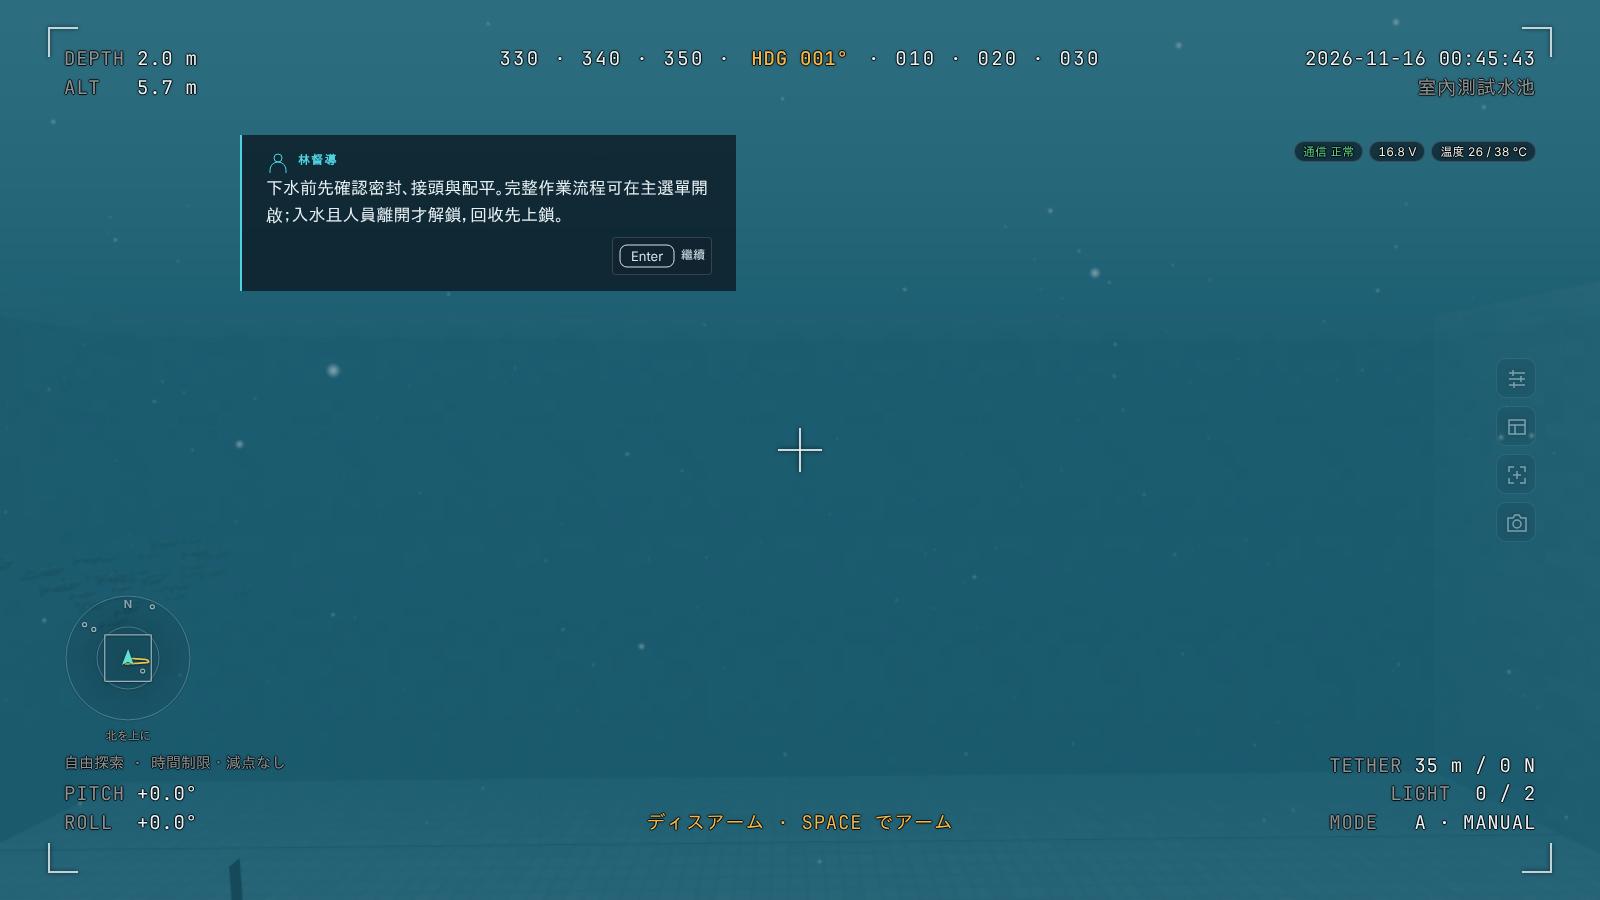 DEPTH 2.0 m
ALT 5.7 m
330 · 340 · 350 · HDG 001° · 010 · 020 · 030
2026-11-16 00:45:43
室內測試水池
通信 正常
16.8 V
温度 26 / 38 °C
林督導
下水前先確認密封、接頭與配平。完整作業流程可在主選單開
啟；入水且人員離開才解鎖，回收先上鎖。
Enter 繼續
N
北を上に
自由探索 · 時間制限・減点なし
PITCH +0.0°
ROLL +0.0°
ディスアーム · SPACE でアーム
TETHER 35 m / 0 N
LIGHT 0 / 2
MODE A · MANUAL